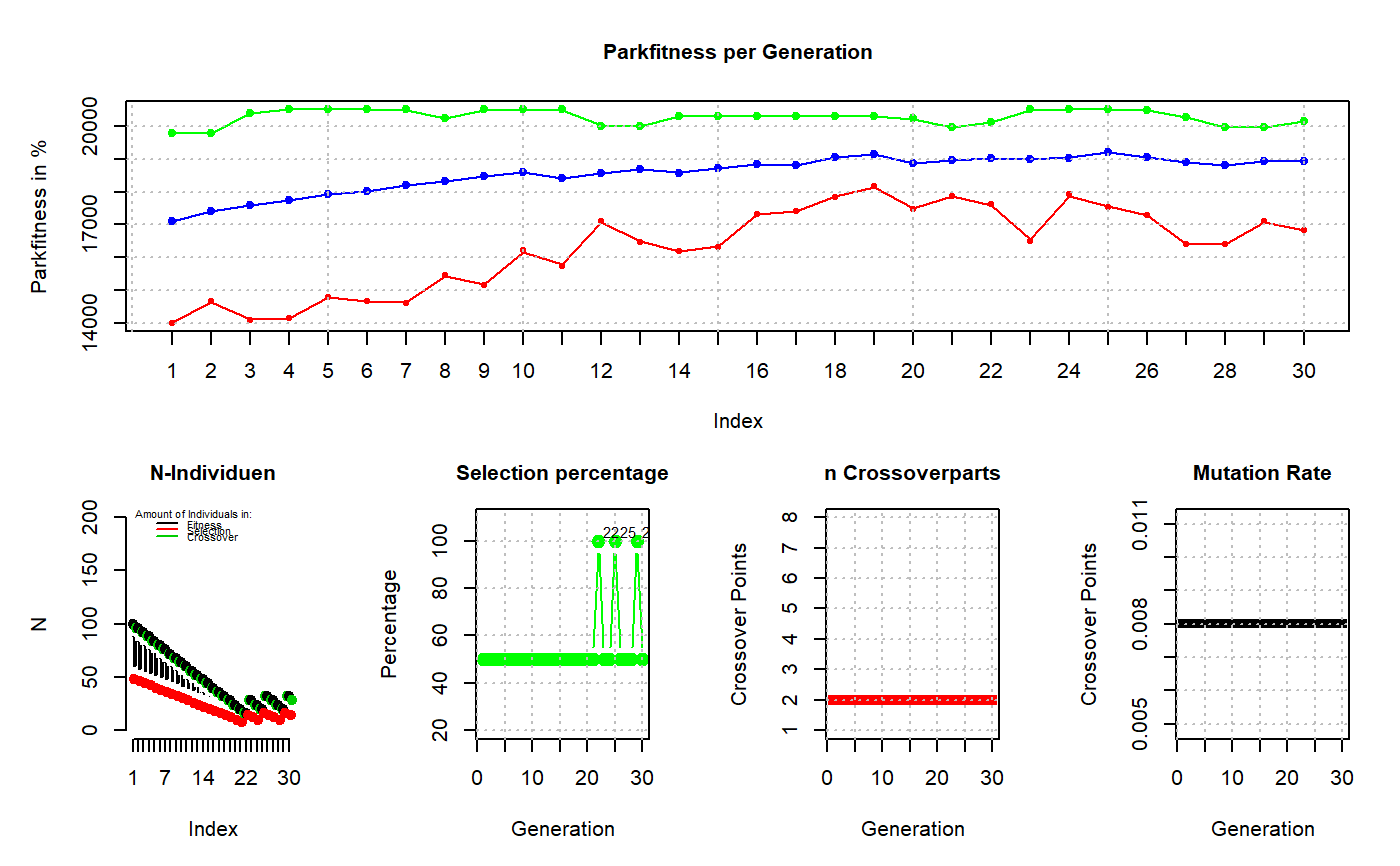 Parkfitness per Generation
Parkfitness in %
20000
17000
14000
1 2 3 4 5 6 7 8 9 10 12 14 16 18 20 22 24 26 28 30
Index
N-Individuen
N
200
150
100
50
0
Amount of Individuals in:
Fitness
Selection
Crossover
1 7 14 22 30
Index
Selection percentage
Percentage
100
80
60
40
20
2225 2
0 10 20 30
Generation
n Crossoverparts
Crossover Points
8
7
6
5
4
3
2
1
0 10 20 30
Generation
Mutation Rate
Crossover Points
0.011
0.008
0.005
0 10 20 30
Generation